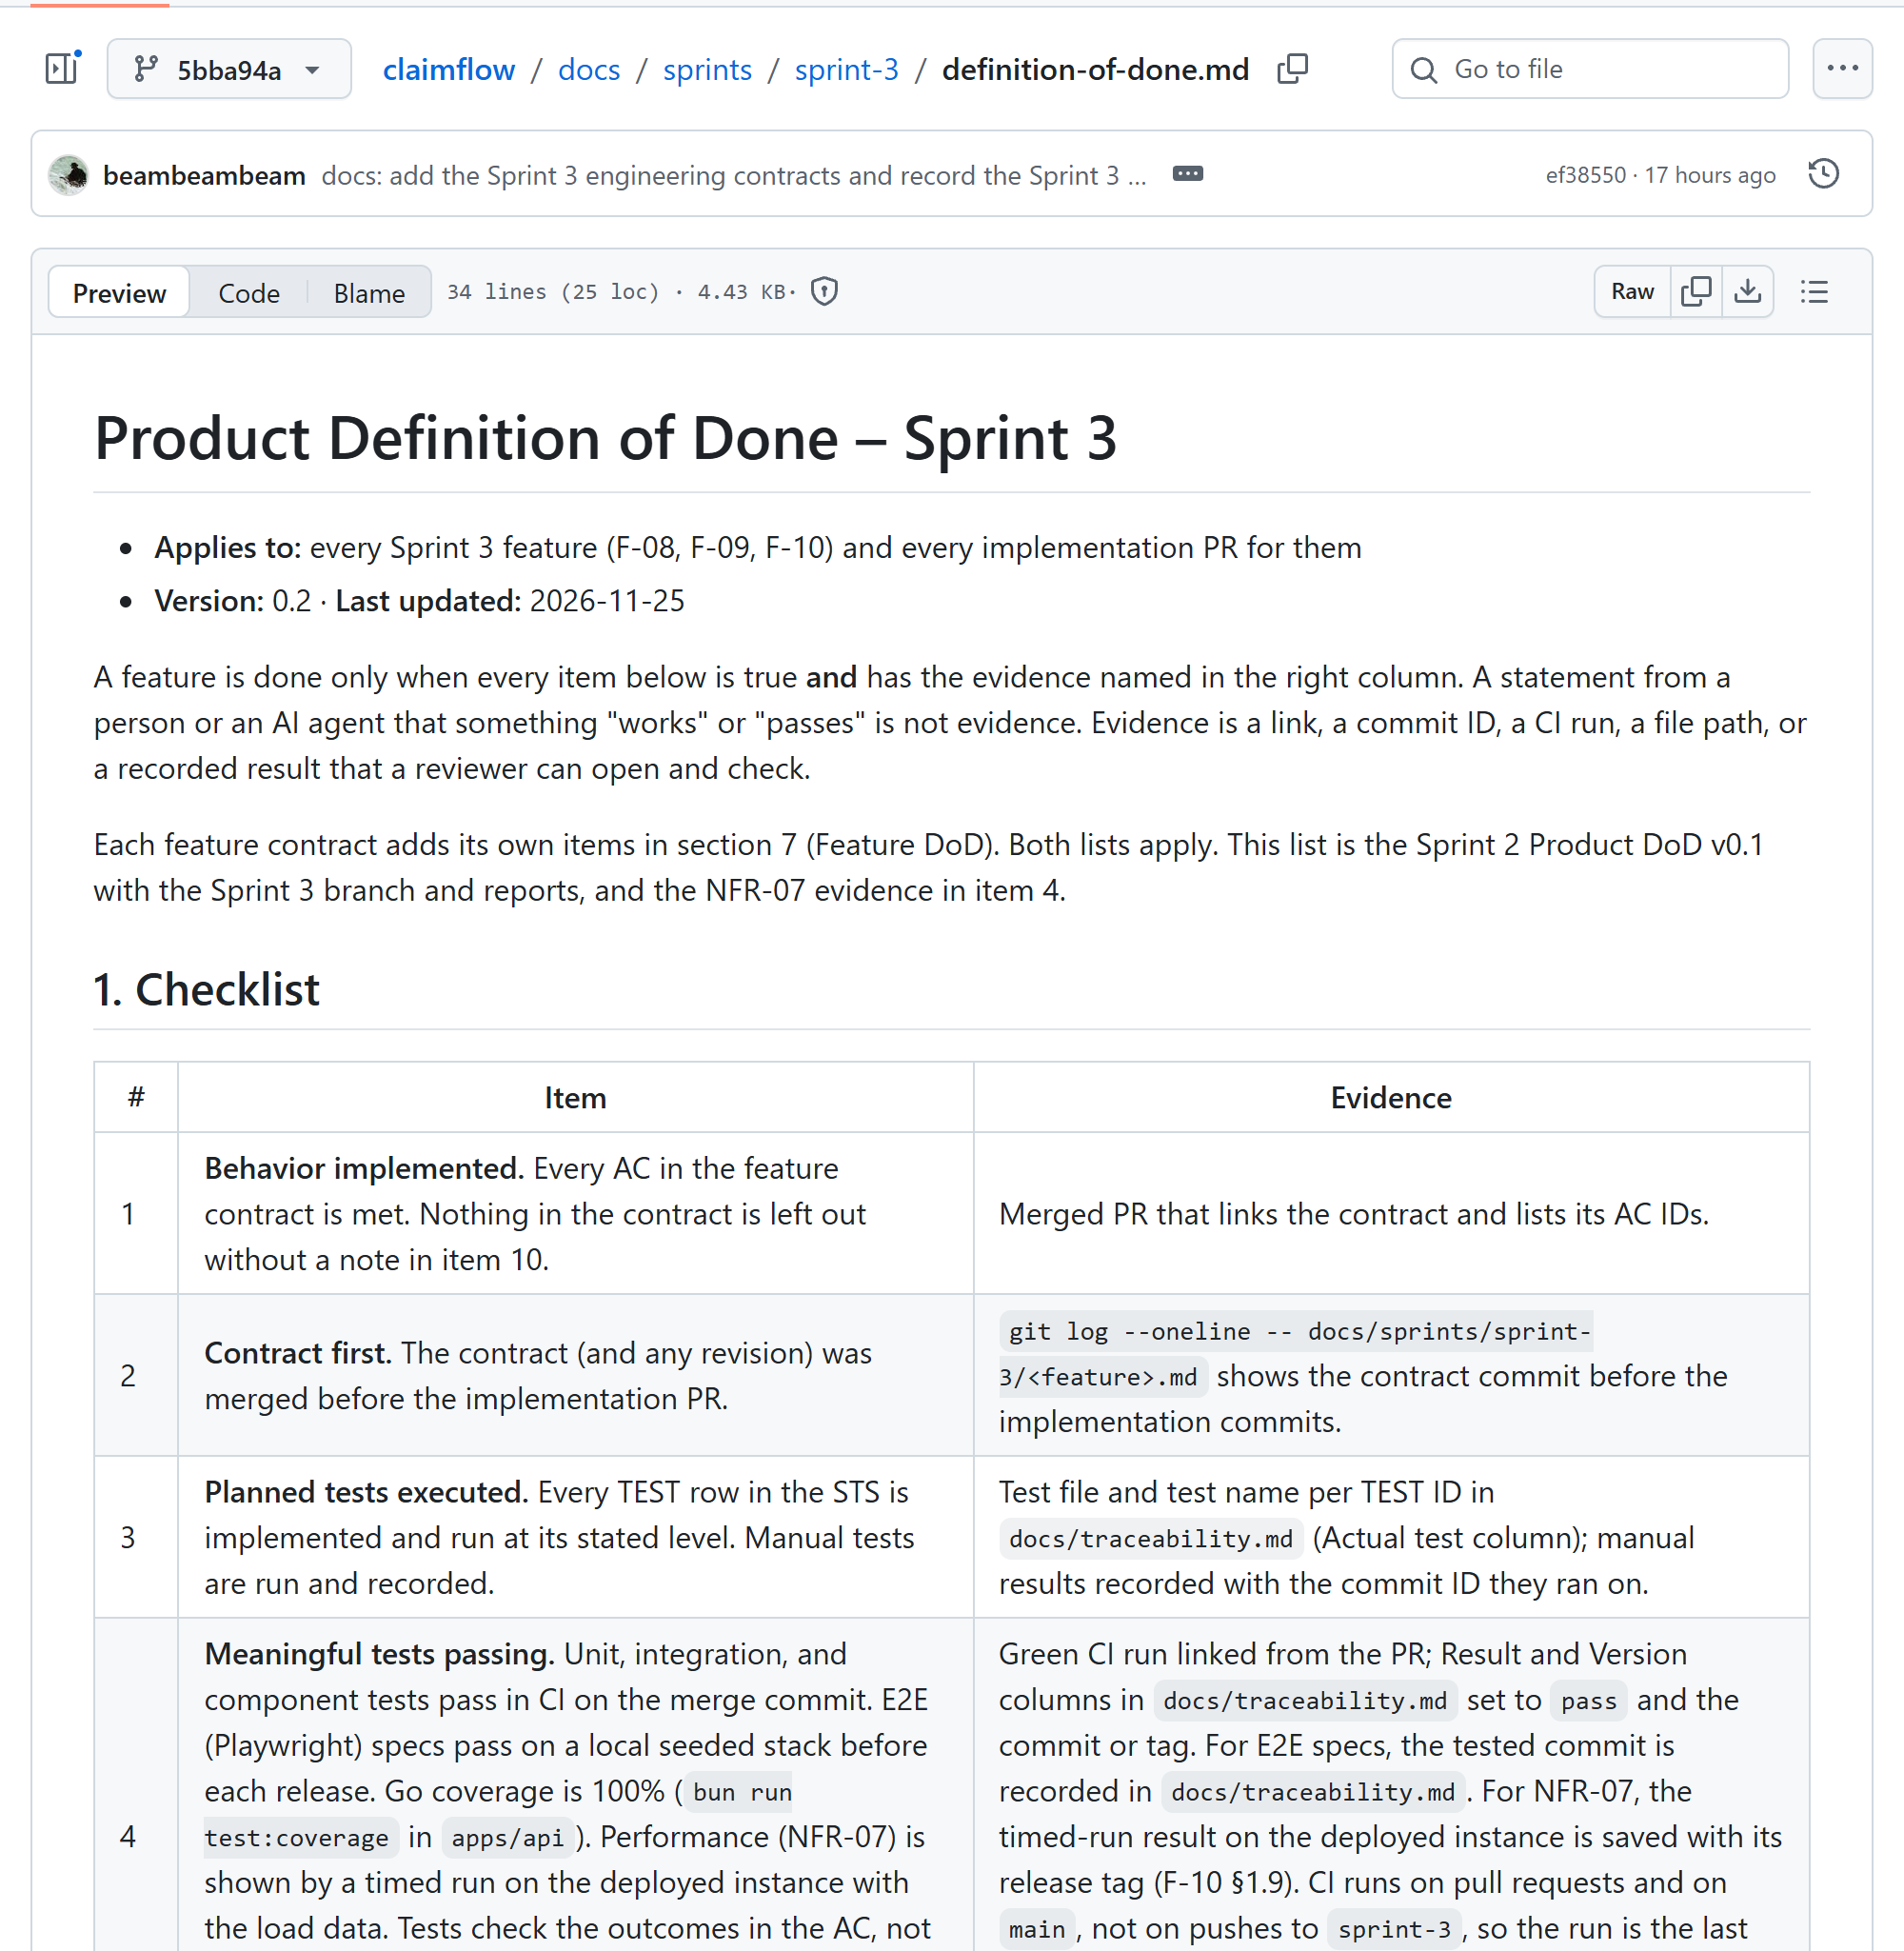 5bba94a
claimflow / docs / sprints / sprint-3 / definition-of-done.md
Go to file
beambeambeam docs: add the Sprint 3 engineering contracts and record the Sprint 3 ...
ef38550 · 17 hours ago
Preview Code Blame 34 lines (25 loc) · 4.43 KB ·
Raw
Product Definition of Done – Sprint 3
• Applies to: every Sprint 3 feature (F-08, F-09, F-10) and every implementation PR for them
• Version: 0.2 · Last updated: 2026-11-25
A feature is done only when every item below is true and has the evidence named in the right column. A statement from a
person or an AI agent that something "works" or "passes" is not evidence. Evidence is a link, a commit ID, a CI run, a file path, or
a recorded result that a reviewer can open and check.
Each feature contract adds its own items in section 7 (Feature DoD). Both lists apply. This list is the Sprint 2 Product DoD v0.1
with the Sprint 3 branch and reports, and the NFR-07 evidence in item 4.
1. Checklist
# Item Evidence
1
Behavior implemented. Every AC in the feature
contract is met. Nothing in the contract is left out
without a note in item 10.
Merged PR that links the contract and lists its AC IDs.
2
Contract first. The contract (and any revision) was
merged before the implementation PR.
git log --oneline -- docs/sprints/sprint-
3/<feature>.md shows the contract commit before the
implementation commits.
3
Planned tests executed. Every TEST row in the STS is
implemented and run at its stated level. Manual tests
are run and recorded.
Test file and test name per TEST ID in
docs/traceability.md (Actual test column); manual
results recorded with the commit ID they ran on.
4
Meaningful tests passing. Unit, integration, and
component tests pass in CI on the merge commit. E2E
(Playwright) specs pass on a local seeded stack before
each release. Go coverage is 100% (bun run
test:coverage in apps/api). Performance (NFR-07) is
shown by a timed run on the deployed instance with
the load data. Tests check the outcomes in the AC, not
Green CI run linked from the PR; Result and Version
columns in docs/traceability.md set to pass and the
commit or tag. For E2E specs, the tested commit is
recorded in docs/traceability.md. For NFR-07, the
timed-run result on the deployed instance is saved with its
release tag (F-10 §1.9). CI runs on pull requests and on
main, not on pushes to sprint-3, so the run is the last